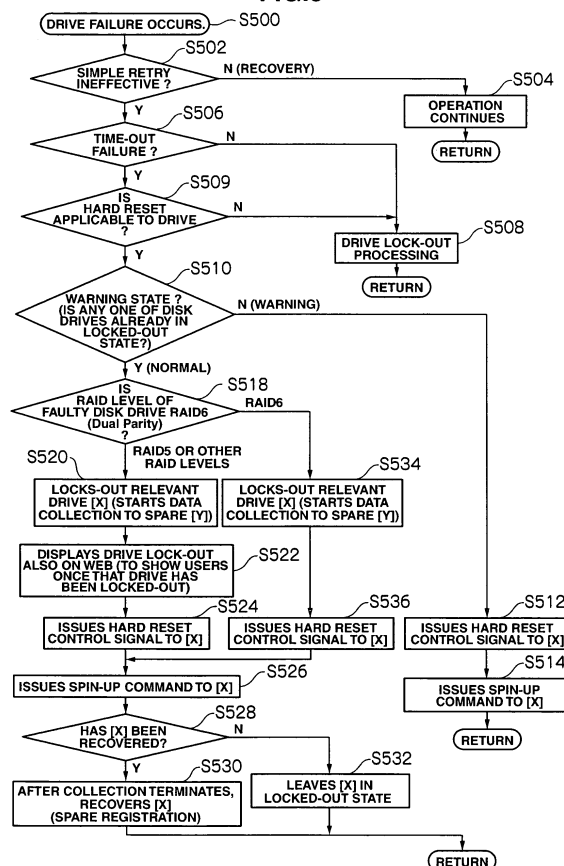 DRIVE FAILURE OCCURS.
S500
S502
SIMPLE RETRY
INEFFECTIVE ?
N (RECOVERY)
S504
OPERATION
CONTINUES
RETURN
Y
S506
TIME-OUT
FAILURE ?
N
Y
S509
IS
HARD RESET
APPLICABLE TO DRIVE
?
N
S508
DRIVE LOCK-OUT
PROCESSING
RETURN
Y
S510
WARNING STATE ?
(IS ANY ONE OF DISK
DRIVES ALREADY IN
LOCKED-OUT
STATE?)
N (WARNING)
Y (NORMAL)
S518
IS
RAID LEVEL OF
FAULTY DISK DRIVE RAID6
(Dual Parity)
?
RAID6
RAID5 OR OTHER
RAID LEVELS
S520
LOCKS-OUT RELEVANT
DRIVE [X] (STARTS DATA
COLLECTION TO SPARE [Y])
S534
LOCKS-OUT RELEVANT
DRIVE [X] (STARTS DATA
COLLECTION TO SPARE [Y])
S522
DISPLAYS DRIVE LOCK-OUT
ALSO ON WEB (TO SHOW USERS
ONCE THAT DRIVE HAS
BEEN LOCKED-OUT)
S524
ISSUES HARD RESET
CONTROL SIGNAL TO [X]
S536
ISSUES HARD RESET
CONTROL SIGNAL TO [X]
S512
ISSUES HARD RESET
CONTROL SIGNAL TO [X]
S526
ISSUES SPIN-UP COMMAND TO [X]
S514
ISSUES SPIN-UP
COMMAND TO [X]
RETURN
S528
HAS [X] BEEN
RECOVERED?
N
Y
S530
AFTER COLLECTION TERMINATES,
RECOVERS [X]
(SPARE REGISTRATION)
S532
LEAVES [X] IN
LOCKED-OUT STATE
RETURN